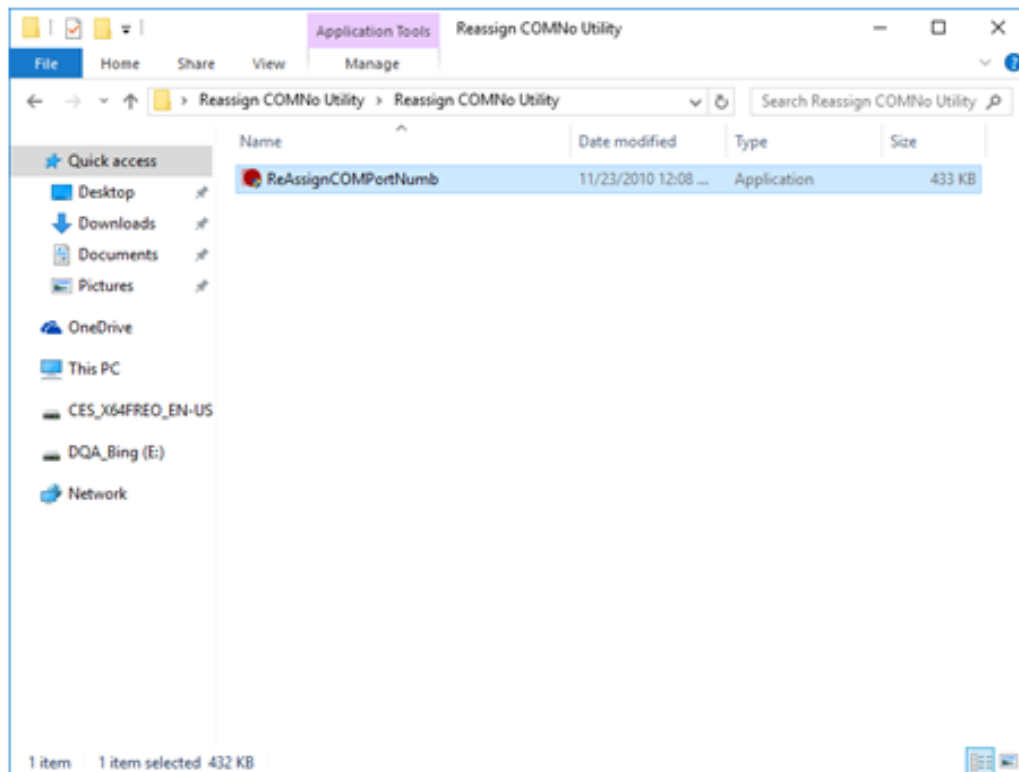 Application Tools Reassign COMNo Utility
File Home Share View Manage
Reassign COMNo Utility > Reassign COMNo Utility
Search Reassign COMNo Utility
Name Date modified Type Size
Quick access
ReAssignCOMPortNumb 11/23/2010 12:08 ... Application 433 KB
Desktop
Downloads
Documents
Pictures
OneDrive
This PC
CES_X64FREO_EN-US
DQA_Bing (E:)
Network
1 item 1 item selected 432 KB